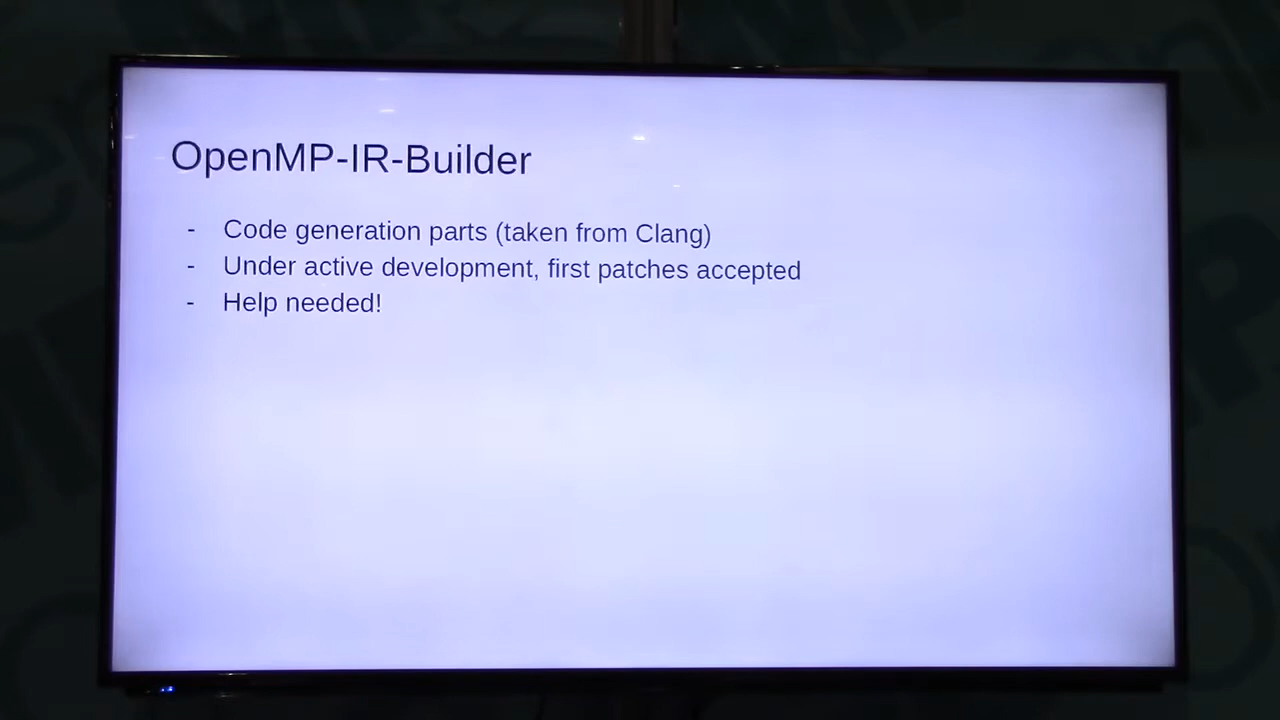 OpenMP-IR-Builder
- Code generation parts (taken from Clang)
- Under active development, first patches accepted
- Help needed!